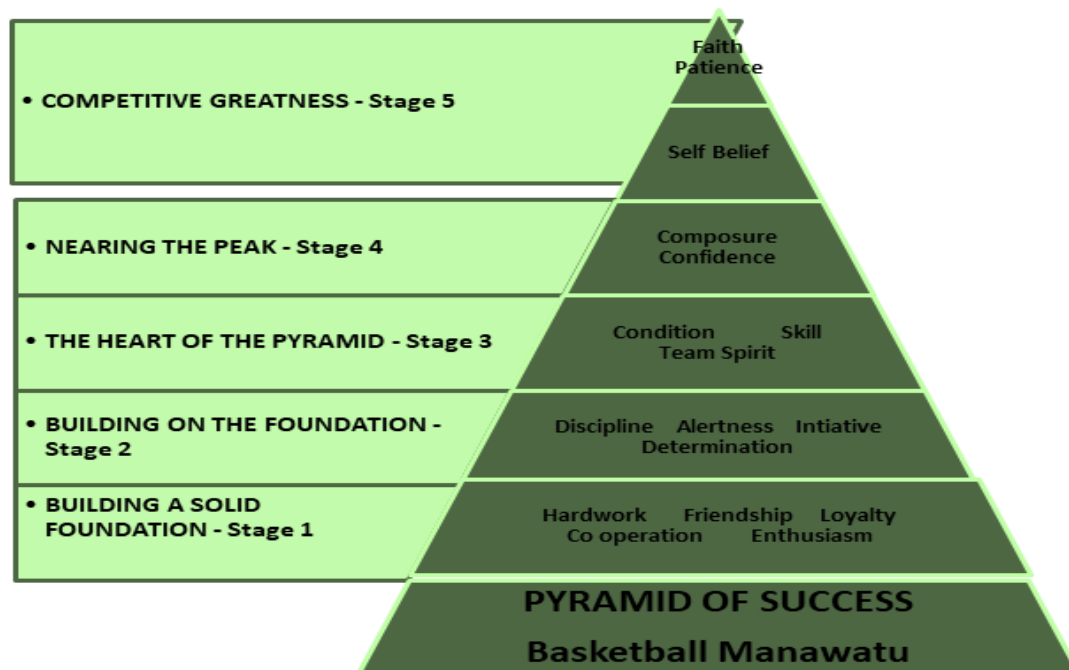 Faith
Patience
• COMPETITIVE GREATNESS - Stage 5
Self Belief
• NEARING THE PEAK - Stage 4
Composure
Confidence
• THE HEART OF THE PYRAMID - Stage 3
Condition Skill
Team Spirit
• BUILDING ON THE FOUNDATION -
Stage 2
Discipline Alertness Intiative
Determination
• BUILDING A SOLID
FOUNDATION - Stage 1
Hardwork Friendship Loyalty
Co operation Enthusiasm
PYRAMID OF SUCCESS
Basketball Manawatu